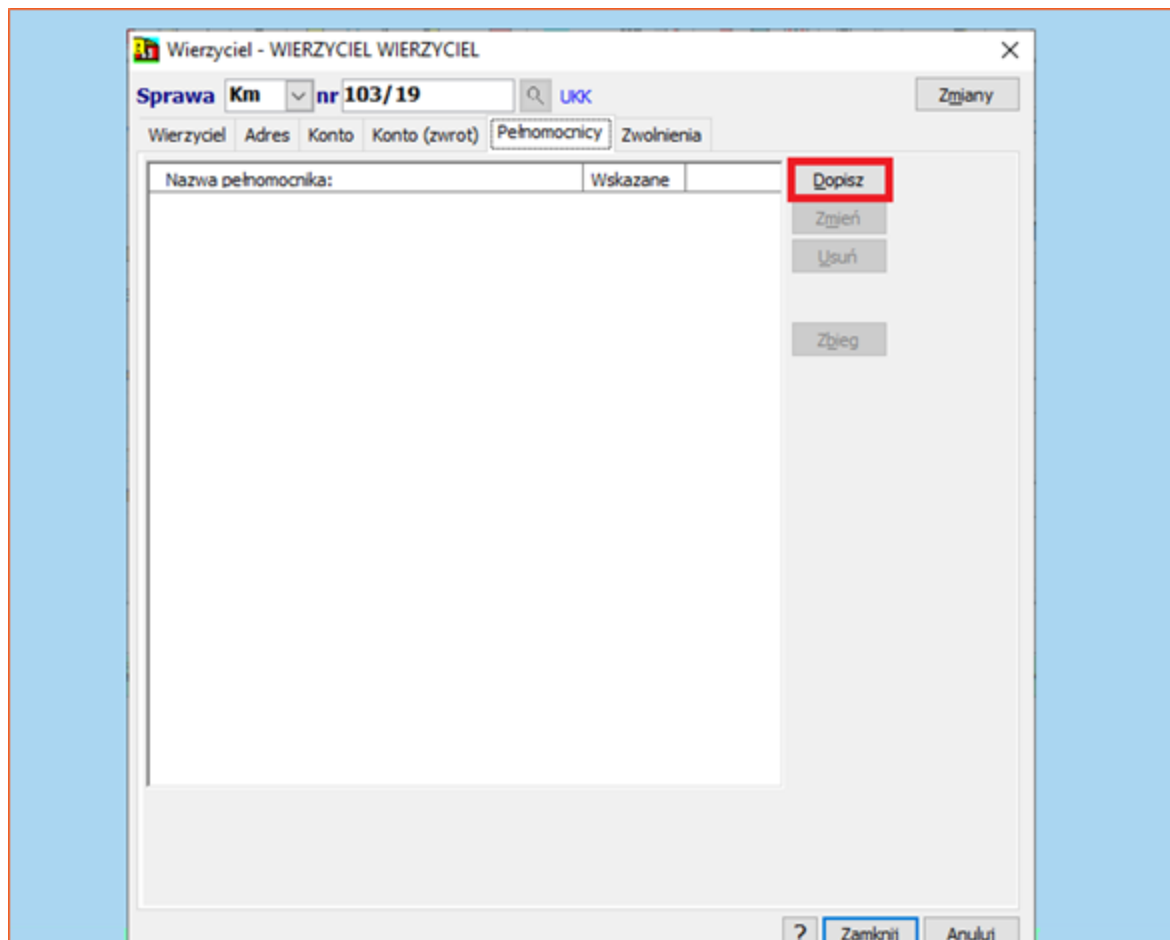 Wierzyciel - WIERZYCIEL WIERZYCIEL
Sprawa Km nr 103/19 UKK Zmiany
Wierzyciel Adres Konto Konto (zwrot) Pełnomocnicy Zwolnienia
Nazwa pełnomocnika: Wskazane Dopisz
Zmień
Usuń
Zbieg
? Zamknij Anuluj